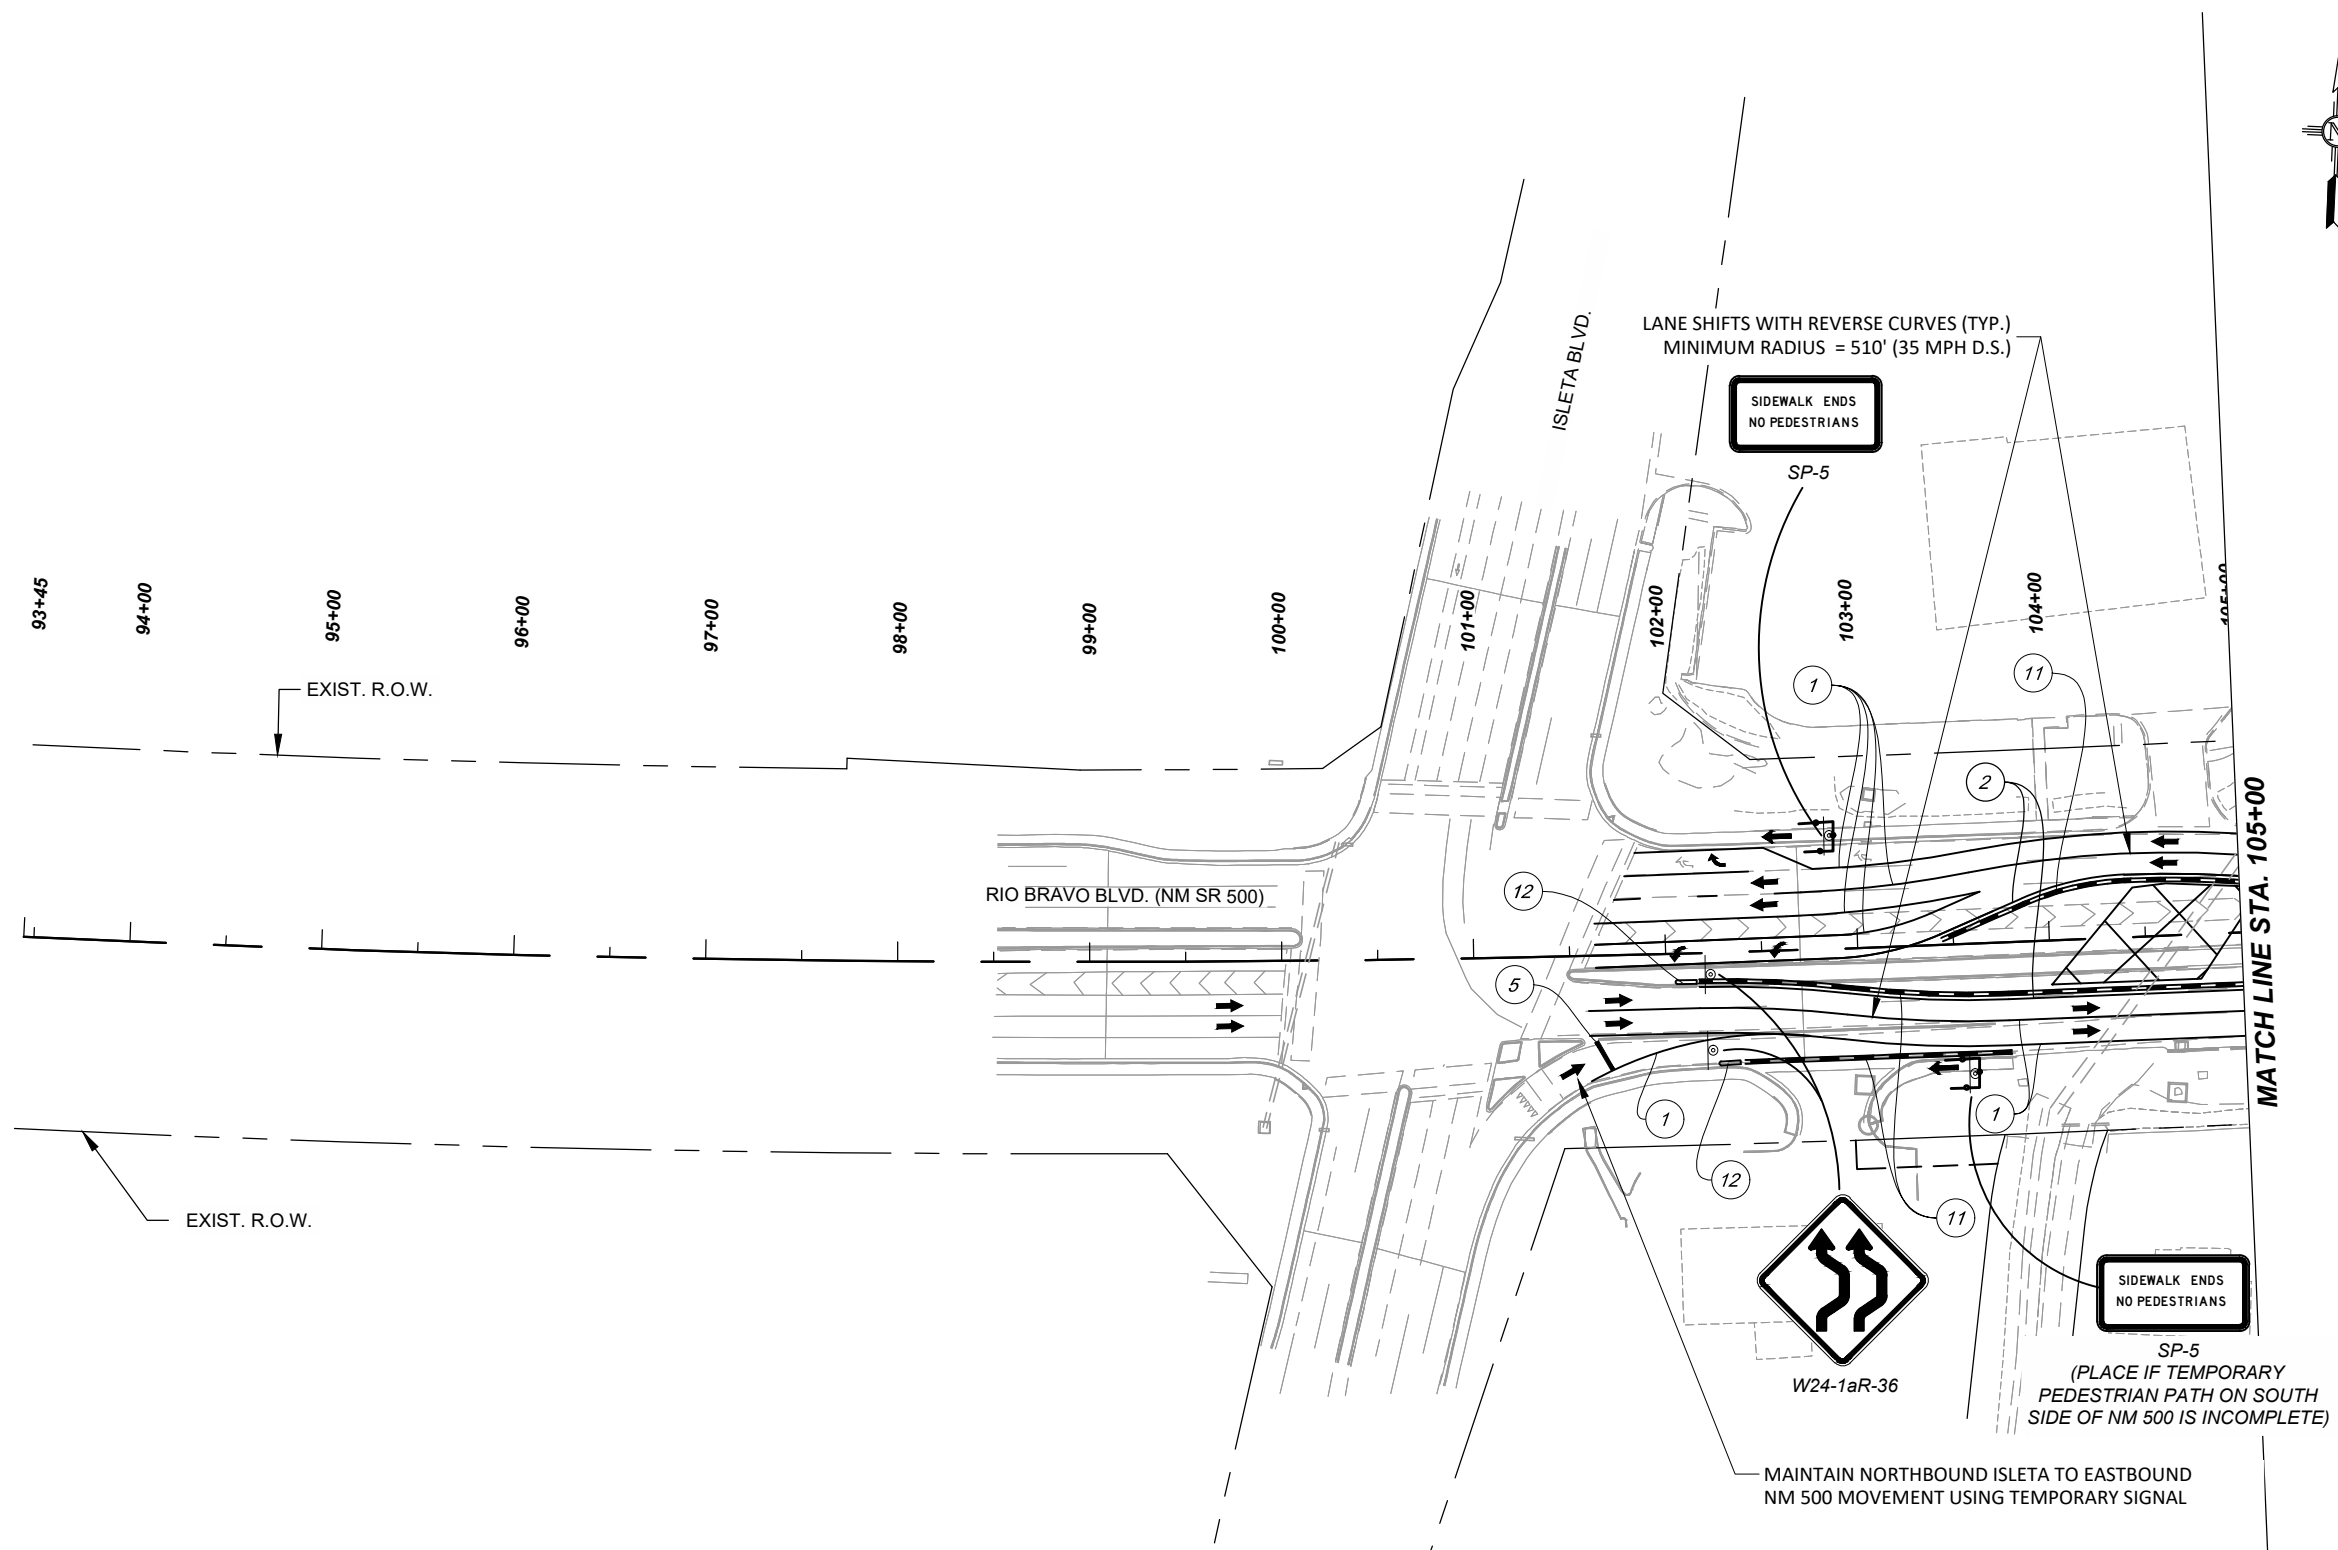 LANE SHIFTS WITH REVERSE CURVES (TYP.)
MINIMUM RADIUS = 510' (35 MPH D.S.)
ISLETA BLVD.
SIDEWALK ENDS
NO PEDESTRIANS
SP-5
93+45
94+00
95+00
96+00
97+00
98+00
99+00
100+00
101+00
102+00
103+00
104+00
105+00
EXIST. R.O.W.
1
11
2
RIO BRAVO BLVD. (NM SR 500)
12
5
MATCH LINE STA. 105+00
1
1
12
11
EXIST. R.O.W.
W24-1aR-36
SIDEWALK ENDS
NO PEDESTRIANS
SP-5
(PLACE IF TEMPORARY
PEDESTRIAN PATH ON SOUTH
SIDE OF NM 500 IS INCOMPLETE)
MAINTAIN NORTHBOUND ISLETA TO EASTBOUND
NM 500 MOVEMENT USING TEMPORARY SIGNAL